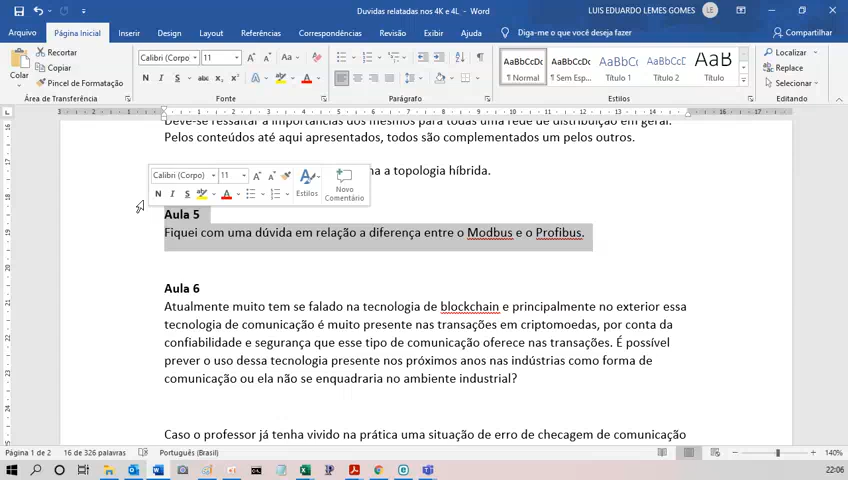 Duvidas relatadas nos 4K e 4L - Word
LUIS EDUARDO LEMES GOMES
LE
Arquivo Página Inicial Inserir Design Layout Referências Correspondências Revisão Exibir Ajuda Diga-me o que você deseja fazer Compartilhar
Colar
Recortar
Copiar
Pincel de Formatação
Área de Transferência
Calibri (Corpo 11
Fonte
Parágrafo
AaBbCcDc AaBbCcDc AaBbCc AaBbCcD AaB
¶ Normal ¶ Sem Esp... Título 1 Título 2 Título
Estilos
Localizar
Replace
Selecionar
Editando
Deve-se ressaltar a importâncias dos mesmos para todas uma rede de distribuição em geral.
Pelos conteúdos até aqui apresentados, todos são complementados um pelos outros.
a a topologia híbrida.
Calibri (Corpo) 11
Estilos
Novo
Comentário
Aula 5
Fiquei com uma dúvida em relação a diferença entre o Modbus e o Profibus.
Aula 6
Atualmente muito tem se falado na tecnologia de blockchain e principalmente no exterior essa
tecnologia de comunicação é muito presente nas transações em criptomoedas, por conta da
confiabilidade e segurança que esse tipo de comunicação oferece nas transações. É possível
prever o uso dessa tecnologia presente nos próximos anos nas indústrias como forma de
comunicação ou ela não se enquadraria no ambiente industrial?
Caso o professor já tenha vivido na prática uma situação de erro de checagem de comunicação
Página 1 de 2 16 de 326 palavras Português (Brasil) 140%
22:06